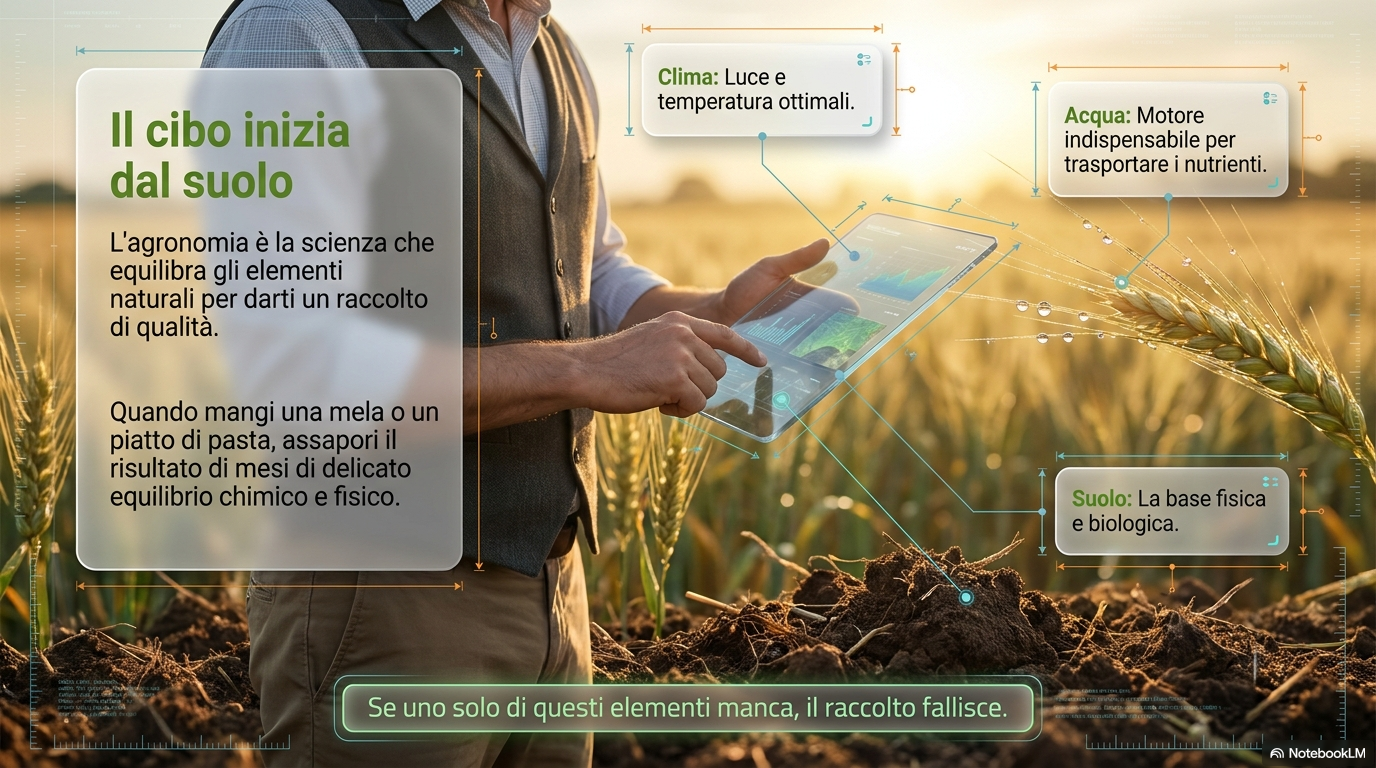 Il cibo inizia
dal suolo
L'agronomia è la scienza che
equilibra gli elementi
naturali per darti un raccolto
di qualità.
Quando mangi una mela o un
piatto di pasta, assapori il
risultato di mesi di delicato
equilibrio chimico e fisico.
Clima: Luce e
temperatura ottimali.
Acqua: Motore
indispensabile per
trasportare i nutrienti.
Suolo: La base fisica
e biologica.
Se uno solo di questi elementi manca, il raccolto fallisce.
NotebookLM